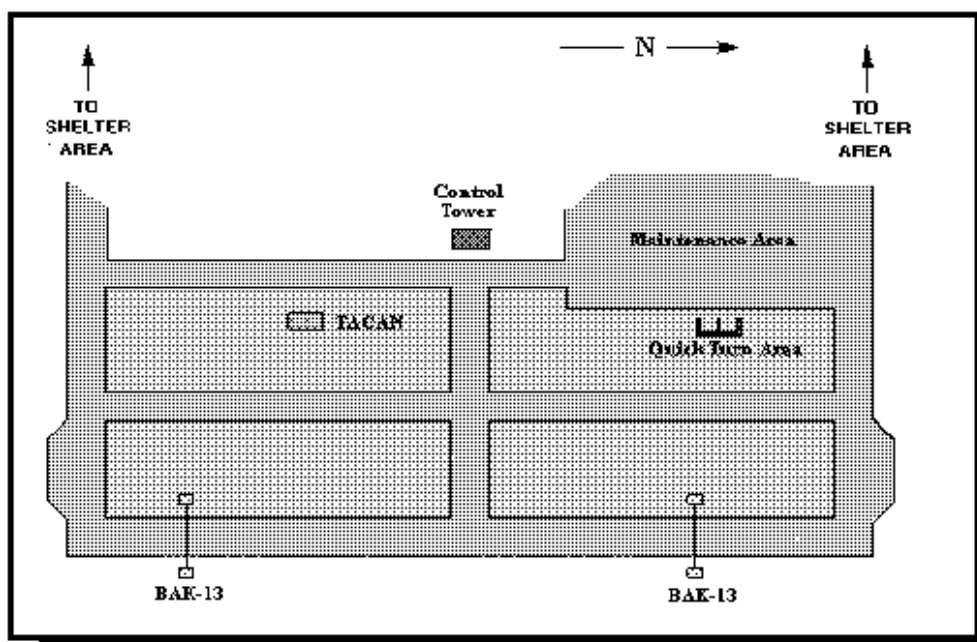 N
TO
SHELTER
AREA
TO
SHELTER
AREA
Control
Tower
Maintenance Area
TACAN
Quick Turn Area
BAK-13
BAK-13